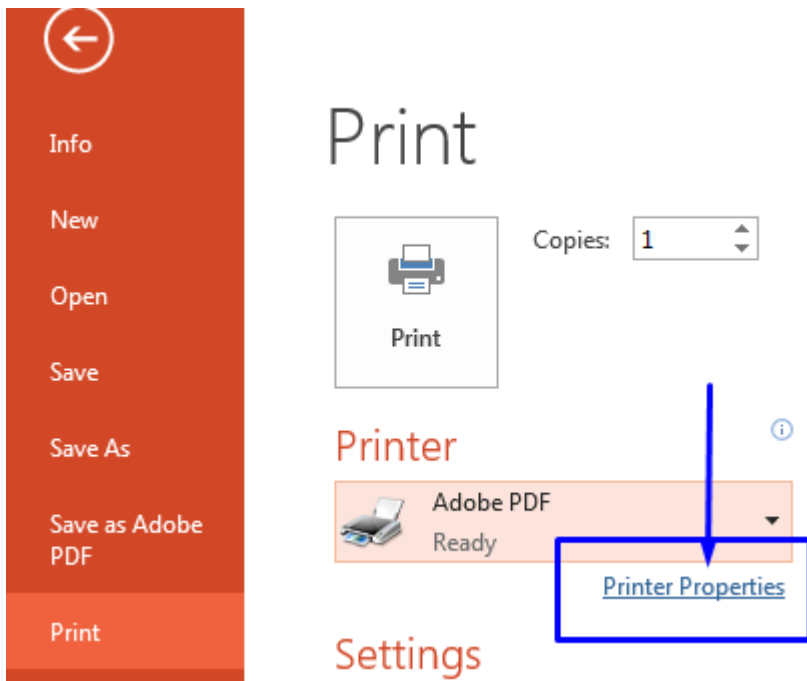 Info
New
Open
Save
Save As
Save as Adobe
PDF
Print
Print
Copies: 1
Print
Printer
Adobe PDF
Ready
Printer Properties
Settings